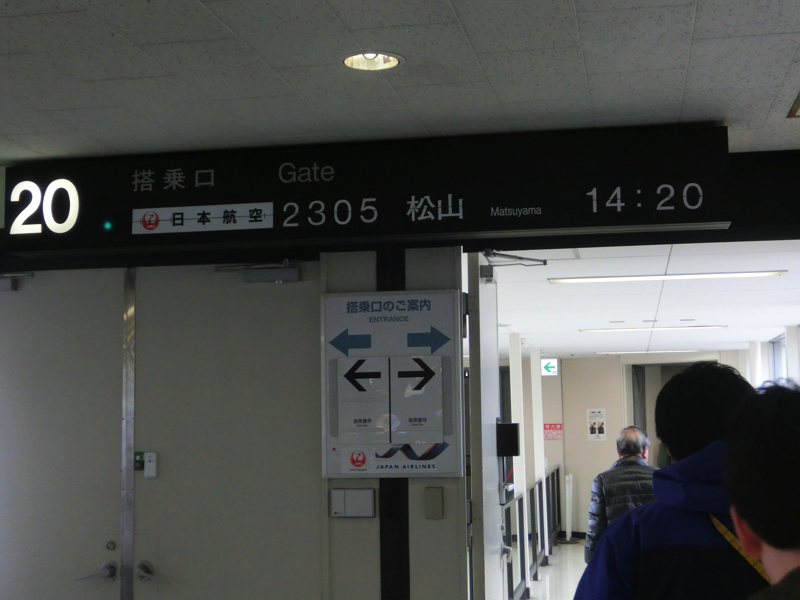 20
搭乗口 Gate
日本航空 2305 松山 Matsuyama 14:20
搭乗口のご案内
ENTRANCE
JAPAN AIRLINES